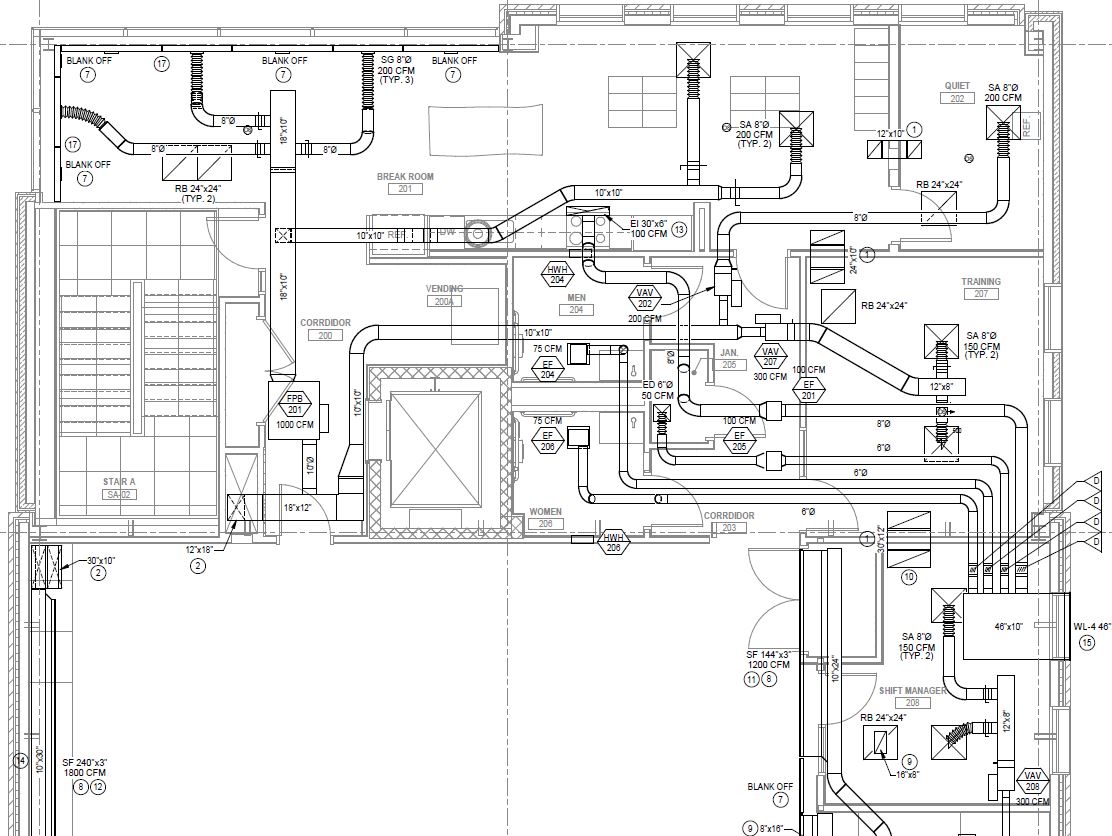 BLANK OFF
7
17
BLANK OFF
7
SG 8"Ø
200 CFM
(TYP. 3)
BLANK OFF
7
8"Ø
18"x10"
17
BLANK OFF
7
8"Ø
8"Ø
RB 24"x24"
(TYP. 2)
BREAK ROOM
201
SA 8"Ø
200 CFM
(TYP. 2)
QUIET
202
SA 8"Ø
200 CFM
REF.
12"x10"
1
RB 24"x24"
10"x10"
8"Ø
10"x10"
REF.
DW
EI 30"x6"
100 CFM
13
24"x10"
1
18"x10"
HWH
204
VENDING
200A
MEN
204
VAV
202
200 CFM
RB 24"x24"
TRAINING
207
CORRDIDOR
200
10"x10"
75 CFM
EF
204
8"Ø
JAN.
205
VAV
207
300 CFM
SA 8"Ø
150 CFM
(TYP. 2)
100 CFM
EF
201
12"x8"
ED 6"Ø
50 CFM
10"x10"
FPB
201
1000 CFM
75 CFM
EF
206
100 CFM
EF
205
8"Ø
6"Ø
6"Ø
10"Ø
STAIR A
SA-02
18"x12"
WOMEN
206
CORRDIDOR
203
6"Ø
D
D
D
D
HWH
206
12"x18"
2
30"x10"
2
1
30"x12"
10
46"x10"
WL-4 46"
15
SA 8"Ø
150 CFM
(TYP. 2)
SF 144"x3"
1200 CFM
11
8
10"x24"
SHIFT MANAGER
208
12"x8"
RB 24"x24"
9
16"x8"
14
10"x30"
SF 240"x3"
1800 CFM
8
12
VAV
208
300 CFM
BLANK OFF
7
9
8"x16"